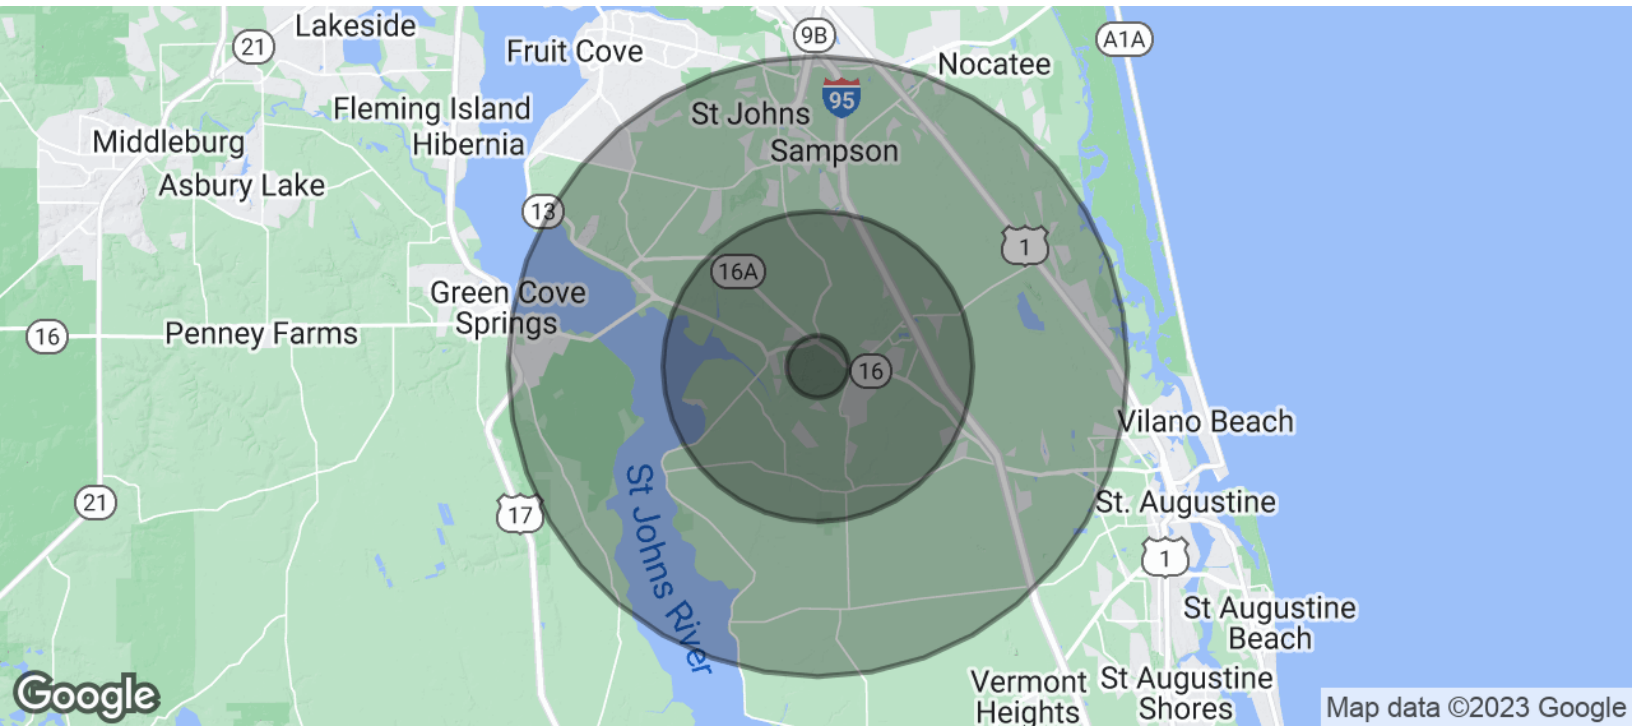 Lakeside
21
Fruit Cove
9B
A1A
Nocatee
95
Fleming Island
St Johns
Middleburg
Hibernia
Sampson
Asbury Lake
13
1
16A
Green Cove
Springs
16
Penney Farms
16
Vilano Beach
21
17
St Johns River
St. Augustine
1
St Augustine
Beach
Vermont
Heights
St Augustine
Shores
Google
Map data ©2023 Google